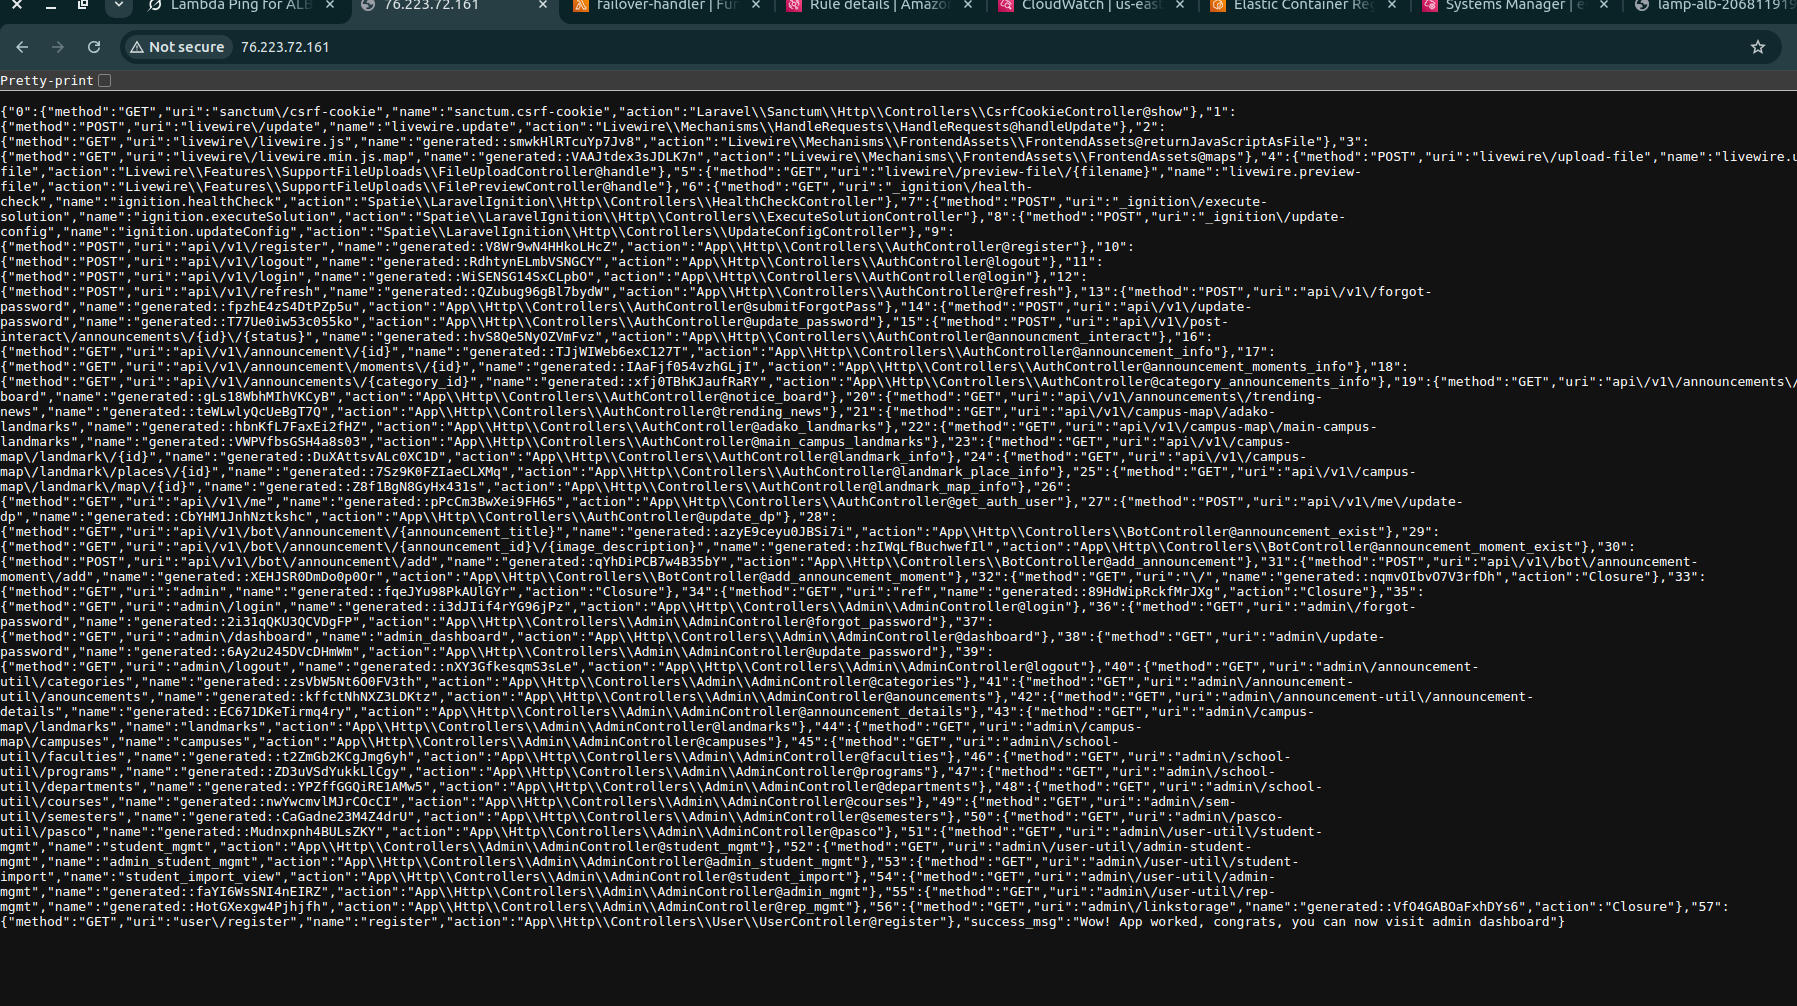 Lambda Ping for ALB
76.223.72.161
failover-handler | Fun
Rule details | Amazon
CloudWatch | us-east
Elastic Container Re
Systems Manager | e
lamp-alb-206811919
Not secure 76.223.72.161
Pretty-print
{"0":{"method":"GET","uri":"sanctum\/csrf-cookie","name":"sanctum.csrf-cookie","action":"Laravel\\Sanctum\\Http\\Controllers\\CsrfCookieController@show"},"1":
{"method":"POST","uri":"livewire\/update","name":"livewire.update","action":"Livewire\\Mechanisms\\HandleRequests\\HandleRequests@handleUpdate"},"2":
{"method":"GET","uri":"livewire\/livewire.js","name":"generated::smwkHlRTcuYp7Jv8","action":"Livewire\\Mechanisms\\FrontendAssets\\FrontendAssets@returnJavaScriptAsFile"},"3":
{"method":"GET","uri":"livewire\/livewire.min.js.map","name":"generated::VAAJtdex3sJDLK7n","action":"Livewire\\Mechanisms\\FrontendAssets\\FrontendAssets@maps"},"4":{"method":"POST","uri":"livewire\/upload-file","name":"livewire.u
file","action":"Livewire\\Features\\SupportFileUploads\\FileUploadController@handle"},"5":{"method":"GET","uri":"livewire\/preview-file\/{filename}","name":"livewire.preview-
file","action":"Livewire\\Features\\SupportFileUploads\\FilePreviewController@handle"},"6":{"method":"GET","uri":"_ignition\/health-
check","name":"ignition.healthCheck","action":"Spatie\\LaravelIgnition\\Http\\Controllers\\HealthCheckController"},"7":{"method":"POST","uri":"_ignition\/execute-
solution","name":"ignition.executeSolution","action":"Spatie\\LaravelIgnition\\Http\\Controllers\\ExecuteSolutionController"},"8":{"method":"POST","uri":"_ignition\/update-
config","name":"ignition.updateConfig","action":"Spatie\\LaravelIgnition\\Http\\Controllers\\UpdateConfigController"},"9":
{"method":"POST","uri":"api\/v1\/register","name":"generated::V8Wr9wN4HHkoLHcZ","action":"App\\Http\\Controllers\\AuthController@register"},"10":
{"method":"POST","uri":"api\/v1\/logout","name":"generated::RdhtynELmbVSNGCY","action":"App\\Http\\Controllers\\AuthController@logout"},"11":
{"method":"POST","uri":"api\/v1\/login","name":"generated::WiSENSG14SxCLpbO","action":"App\\Http\\Controllers\\AuthController@login"},"12":
{"method":"POST","uri":"api\/v1\/refresh","name":"generated::QZubug96gBl7bydW","action":"App\\Http\\Controllers\\AuthController@refresh"},"13":{"method":"POST","uri":"api\/v1\/forgot-
password","name":"generated::fpzhE4zS4DtPZp5u","action":"App\\Http\\Controllers\\AuthController@submitForgotPass"},"14":{"method":"POST","uri":"api\/v1\/update-
password","name":"generated::T77Ue0iw53c055ko","action":"App\\Http\\Controllers\\AuthController@update_password"},"15":{"method":"POST","uri":"api\/v1\/post-
interact\/announcements\/{id}\/{status}","name":"generated::hvS8Qe5NyOZVmFvz","action":"App\\Http\\Controllers\\AuthController@announcment_interact"},"16":
{"method":"GET","uri":"api\/v1\/announcement\/{id}","name":"generated::TJjWIWeb6exC127T","action":"App\\Http\\Controllers\\AuthController@announcement_info"},"17":
{"method":"GET","uri":"api\/v1\/announcement\/moments\/{id}","name":"generated::IAaFjf054vzhGLjI","action":"App\\Http\\Controllers\\AuthController@announcement_moments_info"},"18":
{"method":"GET","uri":"api\/v1\/announcements\/{category_id}","name":"generated::xfj0TBhKJaufRaRY","action":"App\\Http\\Controllers\\AuthController@category_announcements_info"},"19":{"method":"GET","uri":"api\/v1\/announcements\/
board","name":"generated::gLs18WbhMIhVKCyB","action":"App\\Http\\Controllers\\AuthController@notice_board"},"20":{"method":"GET","uri":"api\/v1\/announcements\/trending-
news","name":"generated::teWLwlyQcUeBgT7Q","action":"App\\Http\\Controllers\\AuthController@trending_news"},"21":{"method":"GET","uri":"api\/v1\/campus-map\/adako-
landmarks","name":"generated::hbnKfL7FaxEi2fHZ","action":"App\\Http\\Controllers\\AuthController@adako_landmarks"},"22":{"method":"GET","uri":"api\/v1\/campus-map\/main-campus-
landmarks","name":"generated::VWPVfbsGSH4a8s03","action":"App\\Http\\Controllers\\AuthController@main_campus_landmarks"},"23":{"method":"GET","uri":"api\/v1\/campus-
map\/landmark\/{id}","name":"generated::DuXAttsvALc0XC1D","action":"App\\Http\\Controllers\\AuthController@landmark_info"},"24":{"method":"GET","uri":"api\/v1\/campus-
map\/landmark\/places\/{id}","name":"generated::7Sz9K0FZIaeCLXMq","action":"App\\Http\\Controllers\\AuthController@landmark_place_info"},"25":{"method":"GET","uri":"api\/v1\/campus-
map\/landmark\/map\/{id}","name":"generated::Z8f1BgN8GyHx431s","action":"App\\Http\\Controllers\\AuthController@landmark_map_info"},"26":
{"method":"GET","uri":"api\/v1\/me","name":"generated::pPcCm3BwXei9FH65","action":"App\\Http\\Controllers\\AuthController@get_auth_user"},"27":{"method":"POST","uri":"api\/v1\/me\/update-
dp","name":"generated::CbYHM1JnhNztkshc","action":"App\\Http\\Controllers\\AuthController@update_dp"},"28":
{"method":"GET","uri":"api\/v1\/bot\/announcement\/{announcement_title}","name":"generated::azyE9ceyu0JBSi7i","action":"App\\Http\\Controllers\\BotController@announcement_exist"},"29":
{"method":"GET","uri":"api\/v1\/bot\/announcement\/{announcement_id}\/{image_description}","name":"generated::hzIWqLfBuchwefIl","action":"App\\Http\\Controllers\\BotController@announcement_moment_exist"},"30":
{"method":"POST","uri":"api\/v1\/bot\/announcement\/add","name":"generated::qYhDiPCB7w4B35bY","action":"App\\Http\\Controllers\\BotController@add_announcement"},"31":{"method":"POST","uri":"api\/v1\/bot\/announcement-
moment\/add","name":"generated::XEHJSR0DmDo0p0Or","action":"App\\Http\\Controllers\\BotController@add_announcement_moment"},"32":{"method":"GET","uri":"\/","name":"generated::nqmvOIbvO7V3rfDh","action":"Closure"},"33":
{"method":"GET","uri":"admin","name":"generated::fqeJYu98PkAUlGYr","action":"Closure"},"34":{"method":"GET","uri":"ref","name":"generated::89HdWipRckfMrJXg","action":"Closure"},"35":
{"method":"GET","uri":"admin\/login","name":"generated::i3dJIif4rYG96jPz","action":"App\\Http\\Controllers\\Admin\\AdminController@login"},"36":{"method":"GET","uri":"admin\/forgot-
password","name":"generated::2i31qQKU3QCVDgFP","action":"App\\Http\\Controllers\\Admin\\AdminController@forgot_password"},"37":
{"method":"GET","uri":"admin\/dashboard","name":"admin_dashboard","action":"App\\Http\\Controllers\\Admin\\AdminController@dashboard"},"38":{"method":"GET","uri":"admin\/update-
password","name":"generated::6Ay2u245DVcDHmWm","action":"App\\Http\\Controllers\\Admin\\AdminController@update_password"},"39":
{"method":"GET","uri":"admin\/logout","name":"generated::nXY3GfkesqmS3sLe","action":"App\\Http\\Controllers\\Admin\\AdminController@logout"},"40":{"method":"GET","uri":"admin\/announcement-
util\/categories","name":"generated::zsVbW5Nt6O0FV3th","action":"App\\Http\\Controllers\\Admin\\AdminController@categories"},"41":{"method":"GET","uri":"admin\/announcement-
util\/anouncements","name":"generated::kffctNhNXZ3LDKtz","action":"App\\Http\\Controllers\\Admin\\AdminController@anouncements"},"42":{"method":"GET","uri":"admin\/announcement-util\/announcement-
details","name":"generated::EC671DKeTirmq4ry","action":"App\\Http\\Controllers\\Admin\\AdminController@announcement_details"},"43":{"method":"GET","uri":"admin\/campus-
map\/landmarks","name":"landmarks","action":"App\\Http\\Controllers\\Admin\\AdminController@landmarks"},"44":{"method":"GET","uri":"admin\/campus-
map\/campuses","name":"campuses","action":"App\\Http\\Controllers\\Admin\\AdminController@campuses"},"45":{"method":"GET","uri":"admin\/school-
util\/faculties","name":"generated::t2ZmGb2KCgJmg6yh","action":"App\\Http\\Controllers\\Admin\\AdminController@faculties"},"46":{"method":"GET","uri":"admin\/school-
util\/programs","name":"generated::ZD3uVSdYukkLlCgy","action":"App\\Http\\Controllers\\Admin\\AdminController@programs"},"47":{"method":"GET","uri":"admin\/school-
util\/departments","name":"generated::YPZffGGQiRE1AMw5","action":"App\\Http\\Controllers\\Admin\\AdminController@departments"},"48":{"method":"GET","uri":"admin\/school-
util\/courses","name":"generated::nwYwcmvlMJrCOcCI","action":"App\\Http\\Controllers\\Admin\\AdminController@courses"},"49":{"method":"GET","uri":"admin\/sem-
util\/semesters","name":"generated::CaGadne23M4Z4drU","action":"App\\Http\\Controllers\\Admin\\AdminController@semesters"},"50":{"method":"GET","uri":"admin\/pasco-
util\/pasco","name":"generated::Mudnxpnh4BULsZKY","action":"App\\Http\\Controllers\\Admin\\AdminController@pasco"},"51":{"method":"GET","uri":"admin\/user-util\/student-
mgmt","name":"student_mgmt","action":"App\\Http\\Controllers\\Admin\\AdminController@student_mgmt"},"52":{"method":"GET","uri":"admin\/user-util\/admin-student-
mgmt","name":"admin_student_mgmt","action":"App\\Http\\Controllers\\Admin\\AdminController@admin_student_mgmt"},"53":{"method":"GET","uri":"admin\/user-util\/student-
import","name":"student_import_view","action":"App\\Http\\Controllers\\Admin\\AdminController@student_import"},"54":{"method":"GET","uri":"admin\/user-util\/admin-
mgmt","name":"generated::faYI6WsSNI4nEIRZ","action":"App\\Http\\Controllers\\Admin\\AdminController@admin_mgmt"},"55":{"method":"GET","uri":"admin\/user-util\/rep-
mgmt","name":"generated::HotGXexgw4Pjhjfh","action":"App\\Http\\Controllers\\Admin\\AdminController@rep_mgmt"},"56":{"method":"GET","uri":"admin\/linkstorage","name":"generated::VfO4GABOaFxhDYs6","action":"Closure"},"57":
{"method":"GET","uri":"user\/register","name":"register","action":"App\\Http\\Controllers\\User\\UserController@register"},"success_msg":"Wow! App worked, congrats, you can now visit admin dashboard"}